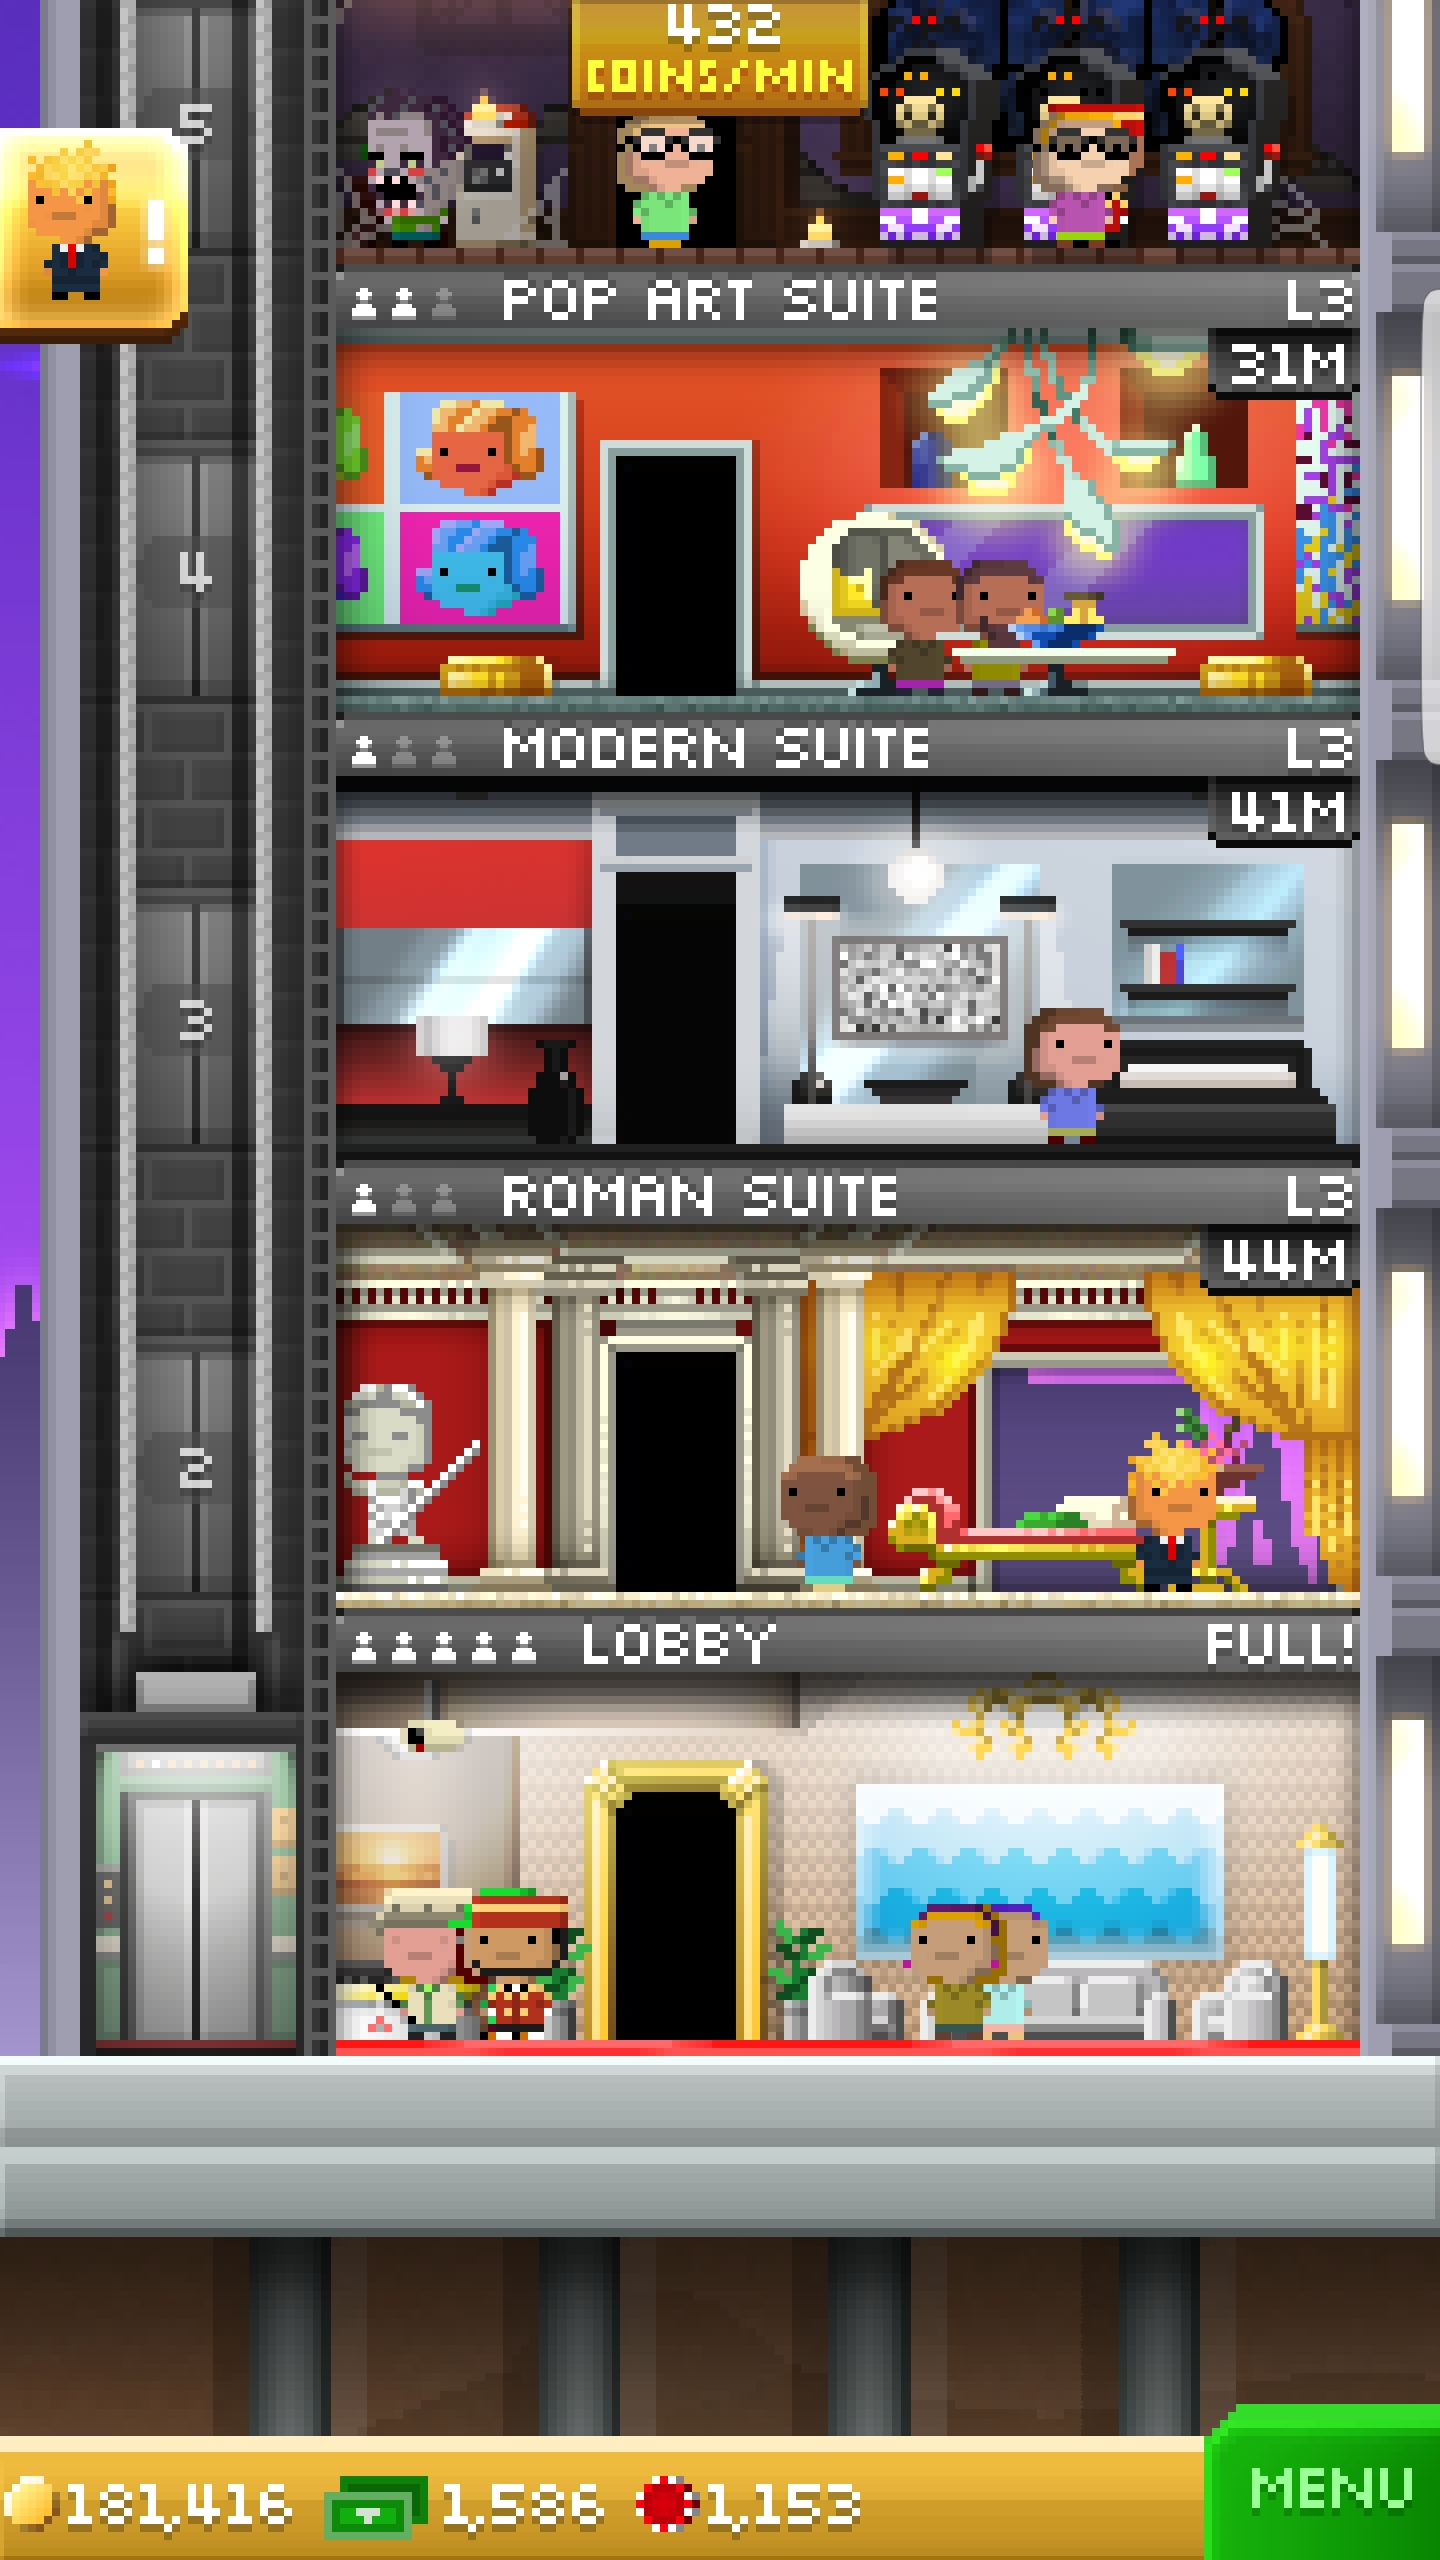 432
COINS/MIN
5
!
POP ART SUITE L3
31M
4
MODERN SUITE L3
41M
3
ROMAN SUITE L3
44M
2
LOBBY FULL!
181,416 1,586 1,153
MENU